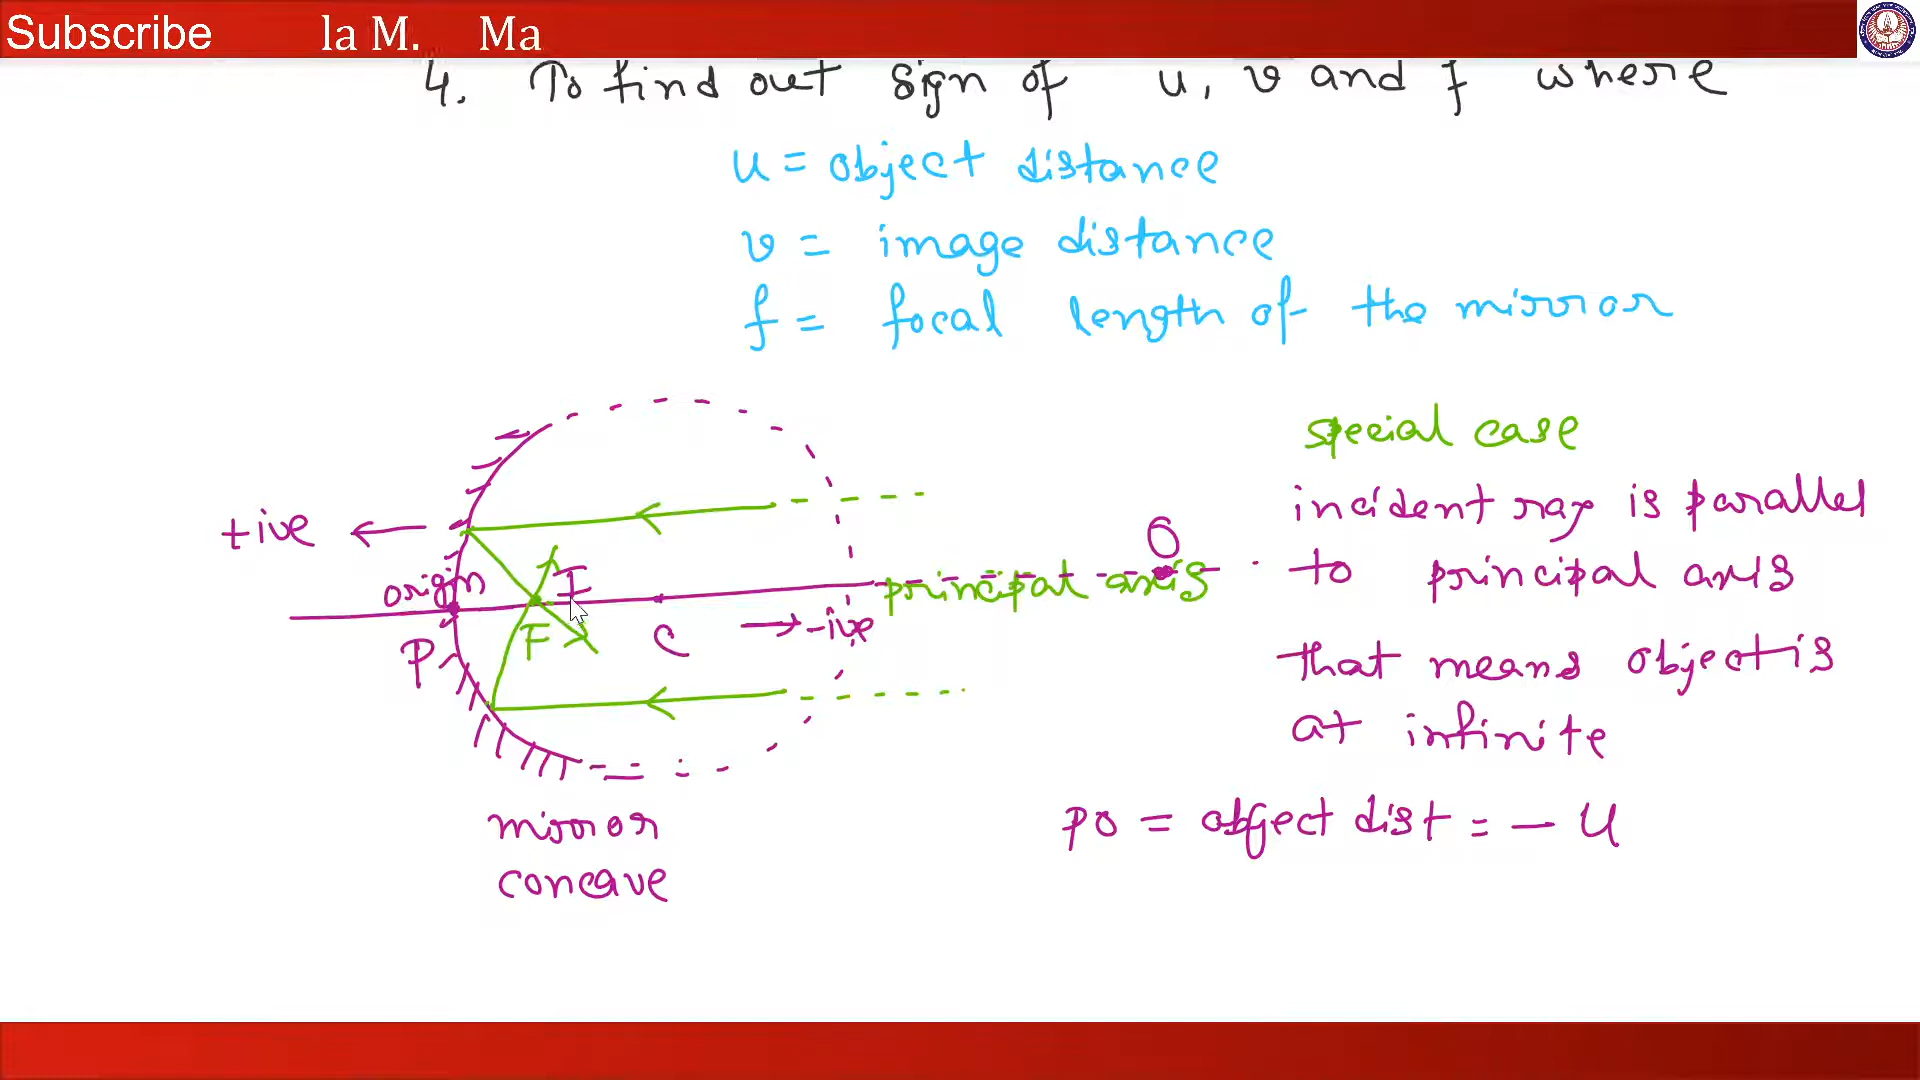 Subscribe la M. Ma
4. To find out sign of u, v and f where
u = object distance
v = image distance
f = focal length of the mirror
special case
incident ray is parallel
to principal axis
that means object is
at infinite
+ive
origin
I
O
principal axis
P
F
C
-ive
mirror
concave
PO = object dist = - u